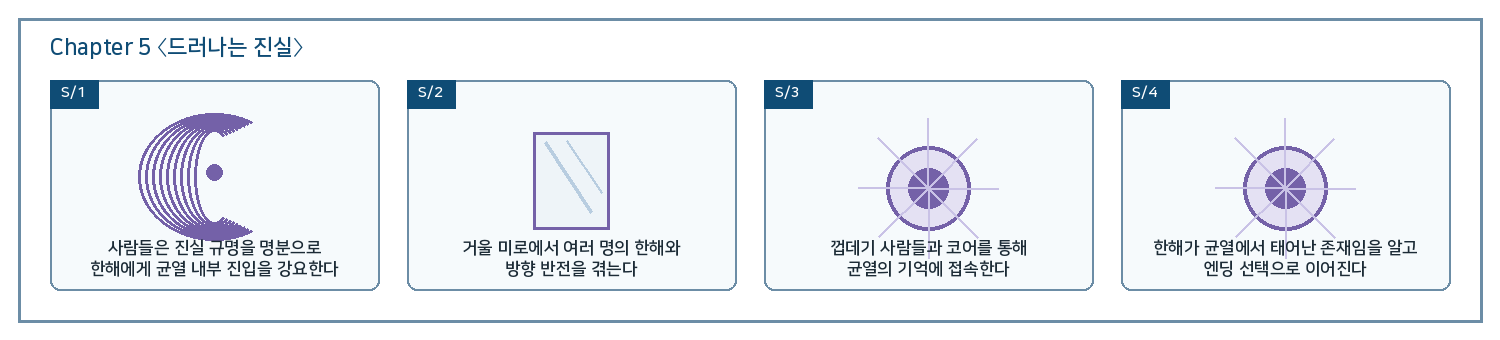 Chapter 5 〈드러나는 진실〉
S/1
사람들은 진실 규명을 명분으로
한해에게 균열 내부 진입을 강요한다
S/2
거울 미로에서 여러 명의 한해와
방향 반전을 겪는다
S/3
껍데기 사람들과 코어를 통해
균열의 기억에 접속한다
S/4
한해가 균열에서 태어난 존재임을 알고
엔딩 선택으로 이어진다